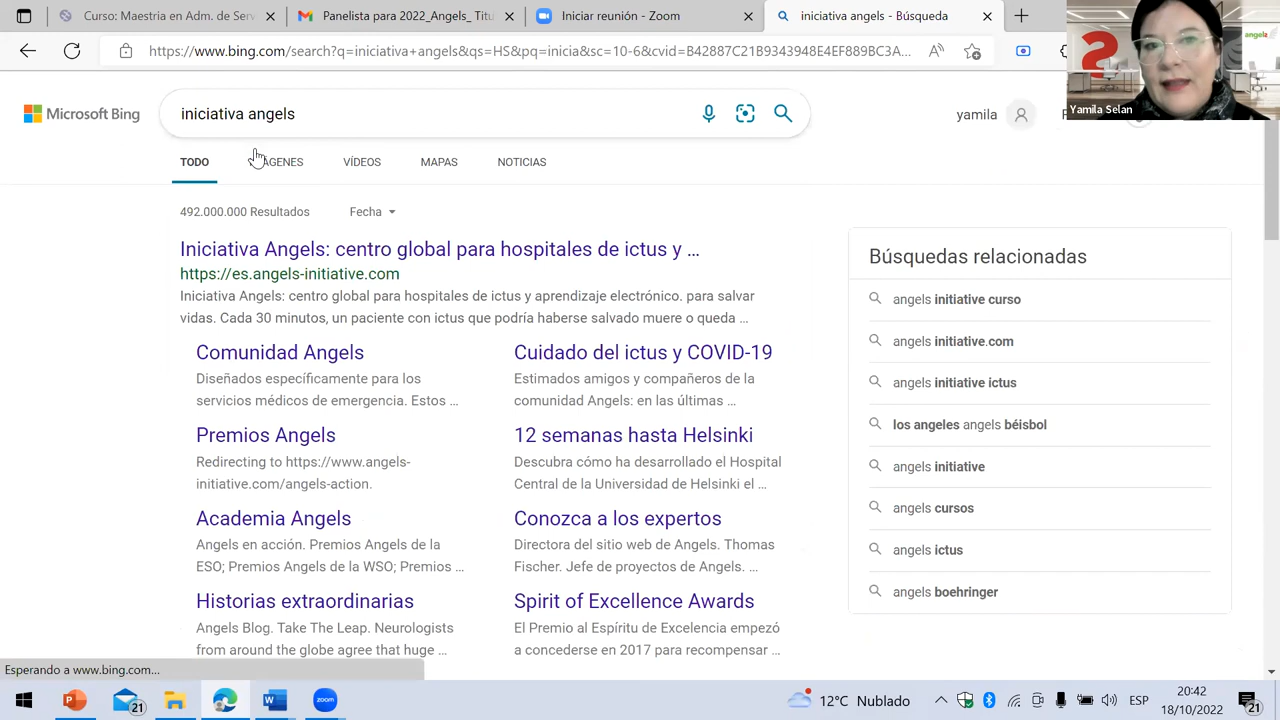 Curso: Maestria en gest
Papeleta para 2022_Angels_ Titu
iniciar reunión - Zoom
iniciativa angels - Búsqueda
https://www.bing.com/search?q=iniciativa+angels&qs=HS&pq=inicia&sc=10-6&cvid=B42887C21B9343948E4EF889BC3A...
angels
Yamila Selan
Microsoft Bing
iniciativa angels
yamila
TODO
ÁGENES
VÍDEOS
MAPAS
NOTICIAS
492.000.000 Resultados
Fecha
Iniciativa Angels: centro global para hospitales de ictus y ...
https://es.angels-initiative.com
Iniciativa Angels: centro global para hospitales de ictus y aprendizaje electrónico. para salvar
vidas. Cada 30 minutos, un paciente con ictus que podría haberse salvado muere o queda ...
Comunidad Angels
Diseñados específicamente para los
servicios médicos de emergencia. Estos ...
Cuidado del ictus y COVID-19
Estimados amigos y compañeros de la
comunidad Angels: en las últimas ...
Premios Angels
Redirecting to https://www.angels-
initiative.com/angels-action.
12 semanas hasta Helsinki
Descubra cómo ha desarrollado el Hospital
Central de la Universidad de Helsinki el ...
Academia Angels
Angels en acción. Premios Angels de la
ESO; Premios Angels de la WSO; Premios ...
Conozca a los expertos
Directora del sitio web de Angels. Thomas
Fischer. Jefe de proyectos de Angels. ...
Historias extraordinarias
Angels Blog. Take The Leap. Neurologists
from around the globe agree that huge ...
Spirit of Excellence Awards
El Premio al Espíritu de Excelencia empezó
a concederse en 2017 para recompensar ...
Búsquedas relacionadas
angels initiative curso
angels initiative.com
angels initiative ictus
los angeles angels béisbol
angels initiative
angels cursos
angels ictus
angels boehringer
Esperando a www.bing.com...
21
zoom
12°C Nublado
ESP
20:42
18/10/2022
21